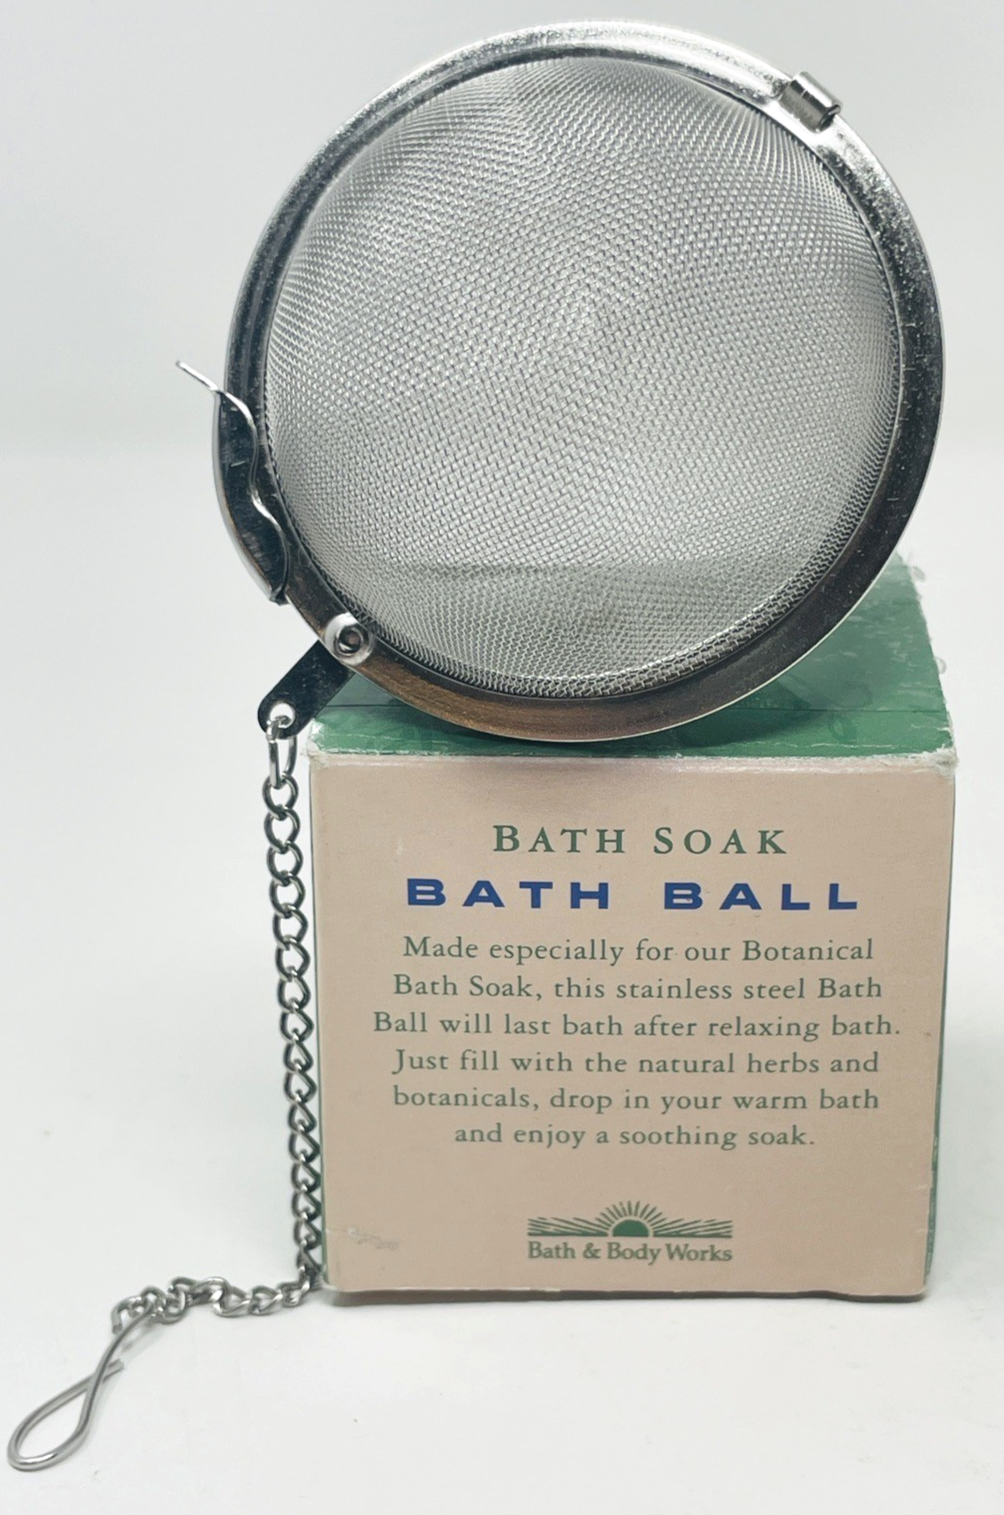 BATH SOAK
BATH BALL
Made especially for our Botanical
Bath Soak, this stainless steel Bath
Ball will last bath after relaxing bath.
Just fill with the natural herbs and
botanicals, drop in your warm bath
and enjoy a soothing soak.
Bath & Body Works